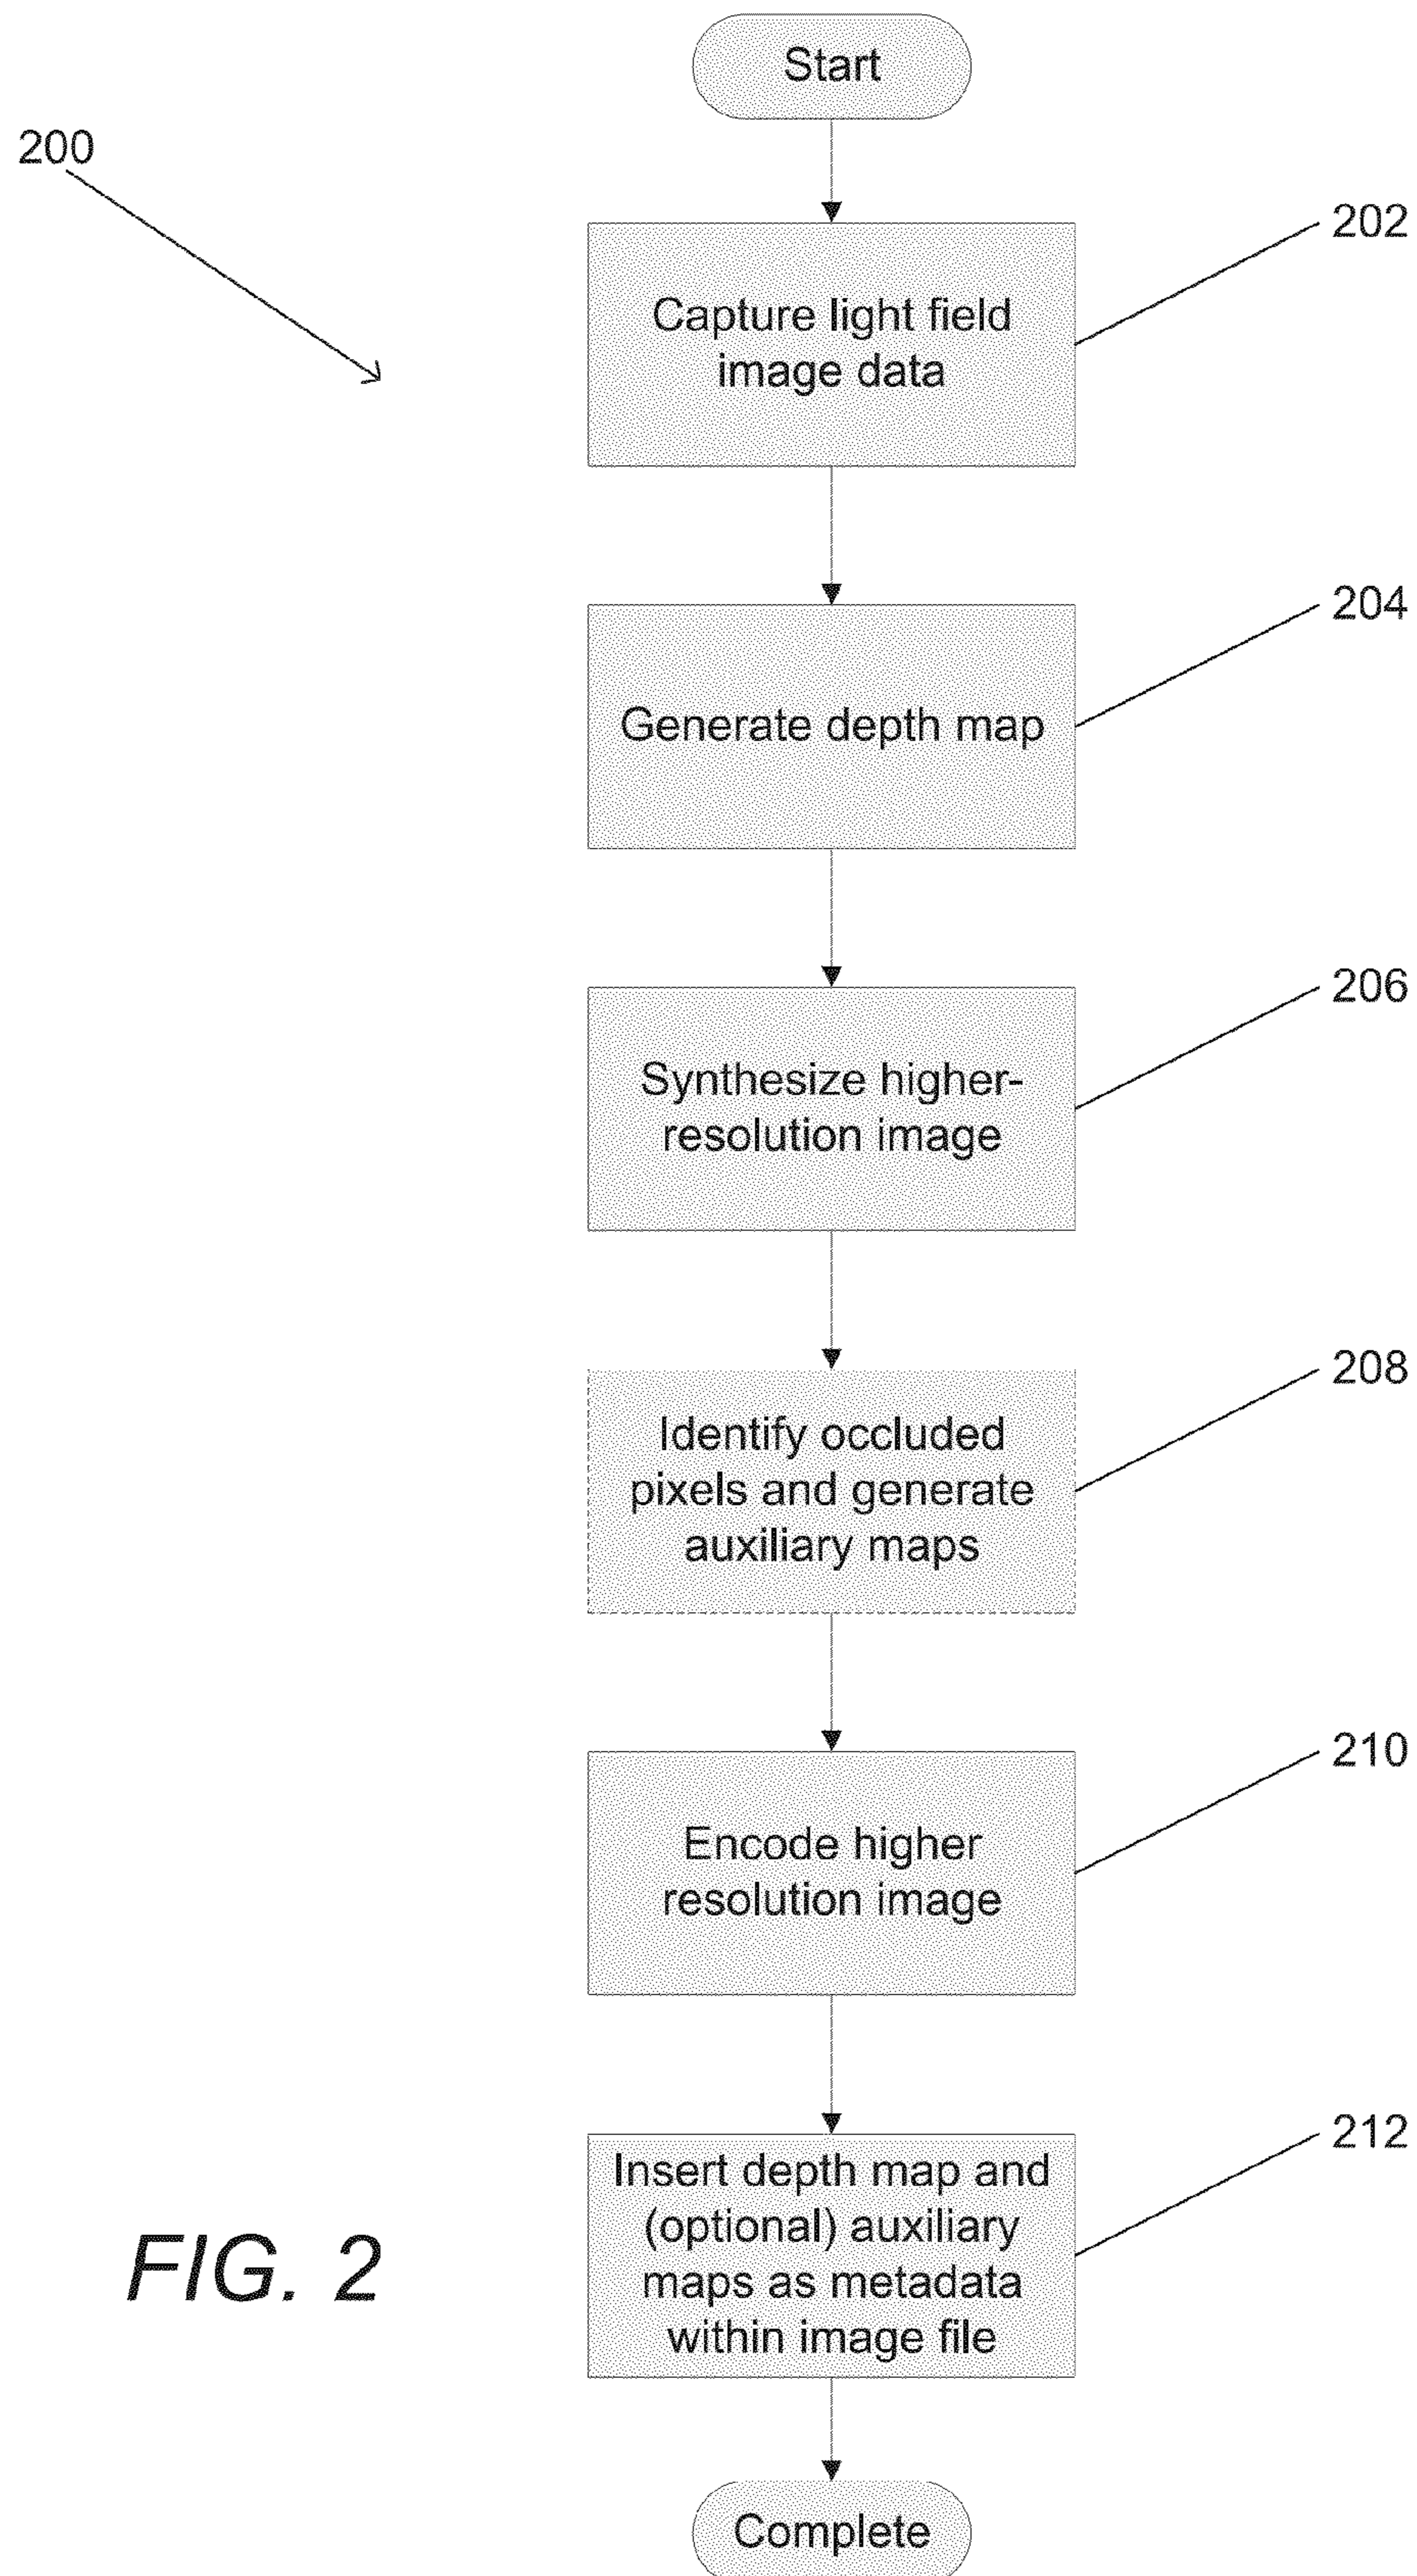 Start
200
202
Capture light field
image data
204
Generate depth map
206
Synthesize higher-
resolution image
208
Identify occluded
pixels and generate
auxiliary maps
210
Encode higher
resolution image
212
Insert depth map and
(optional) auxiliary
maps as metadata
within image file
FIG. 2
Complete